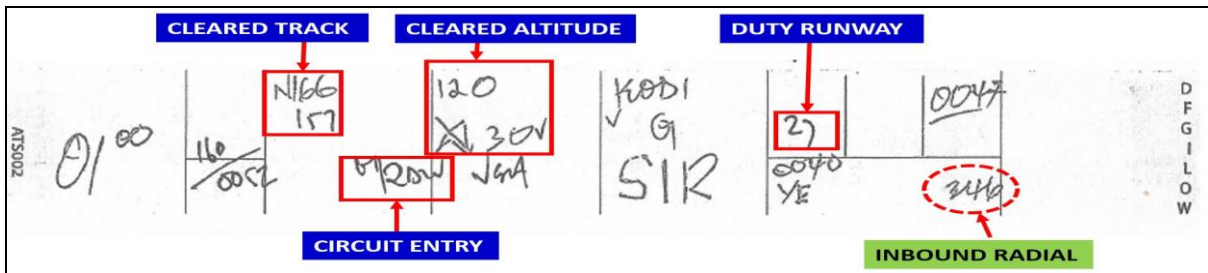 CLEARED TRACK
CLEARED ALTITUDE
DUTY RUNWAY
N166
157
120
30V
KODI
G
SIR
27
0047
01 00
160
0052
0040
YE
346
ATS002
D
F
G
I
L
O
W
CIRCUIT ENTRY
INBOUND RADIAL